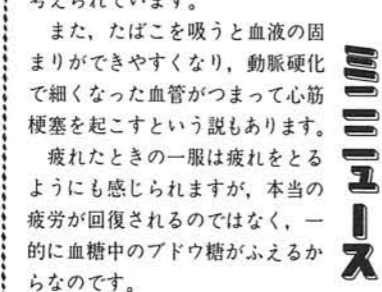 考えられています。
また，たばこを吸うと血液の固
まりができやすくなり，動脈硬化
で細くなった血管がつまって心筋
梗塞を起こすという説もあります。
疲れたときの一服は疲れをとる
ようにも感じられますが，本当の
疲労が回復されるのではなく，一
的に血糖中のブドウ糖がふえるか
らなのです。
ミニニュース